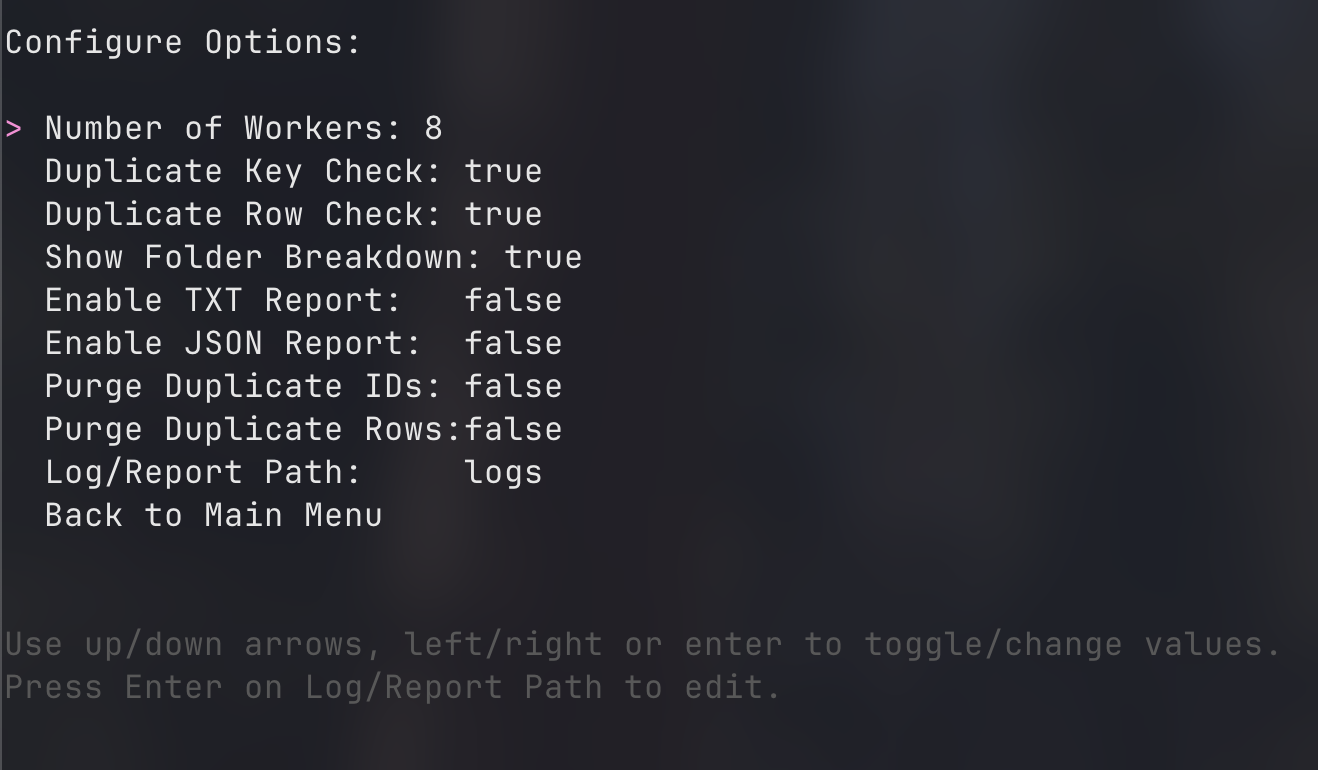 Configure Options:
> Number of Workers: 8
  Duplicate Key Check: true
  Duplicate Row Check: true
  Show Folder Breakdown: true
  Enable TXT Report:   false
  Enable JSON Report:  false
  Purge Duplicate IDs: false
  Purge Duplicate Rows:false
  Log/Report Path:     logs
  Back to Main Menu
Use up/down arrows, left/right or enter to toggle/change values.
Press Enter on Log/Report Path to edit.